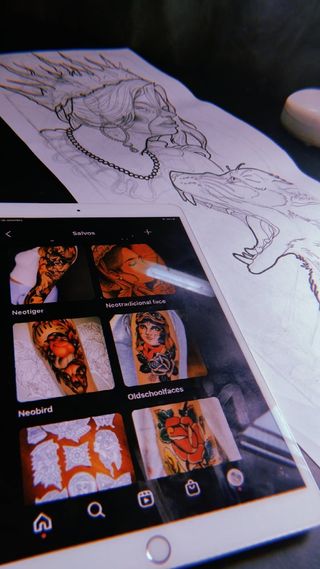 Salvos
Neotiger
Neotradicional face
Neobird
Oldschoolfaces